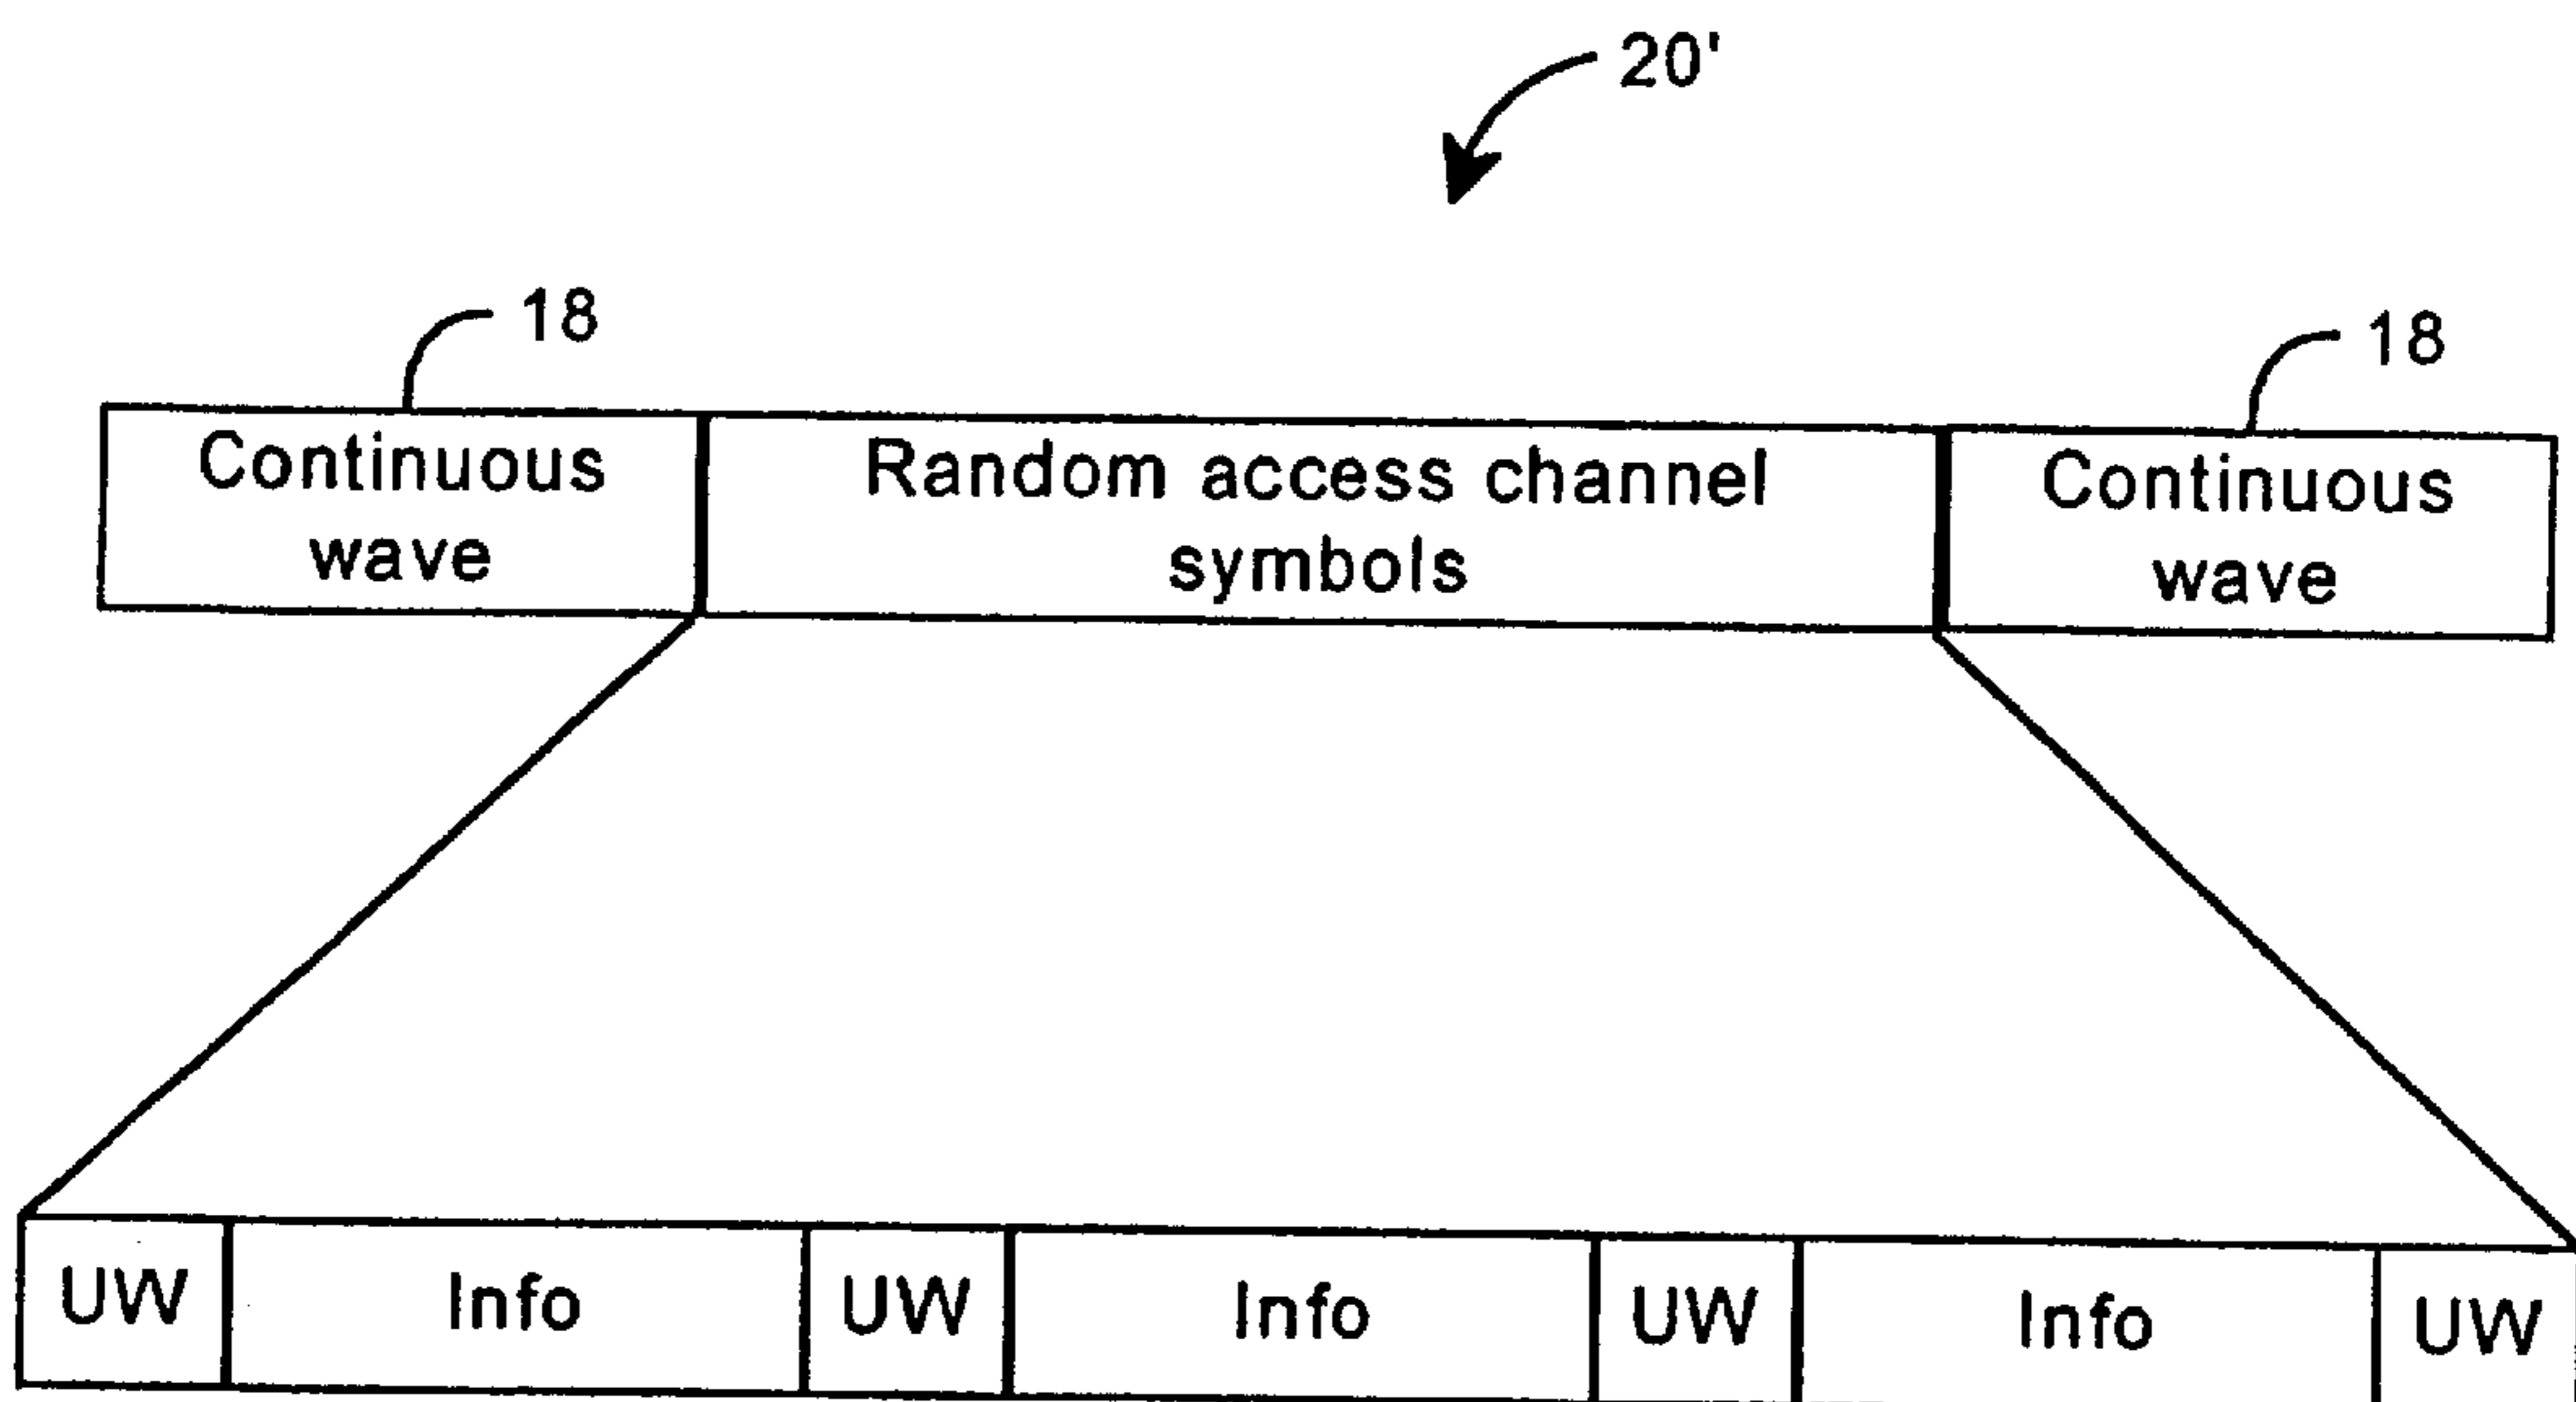 20'
18
18
Continuous
wave
Random access channel
symbols
Continuous
wave
UW Info UW Info UW Info UW